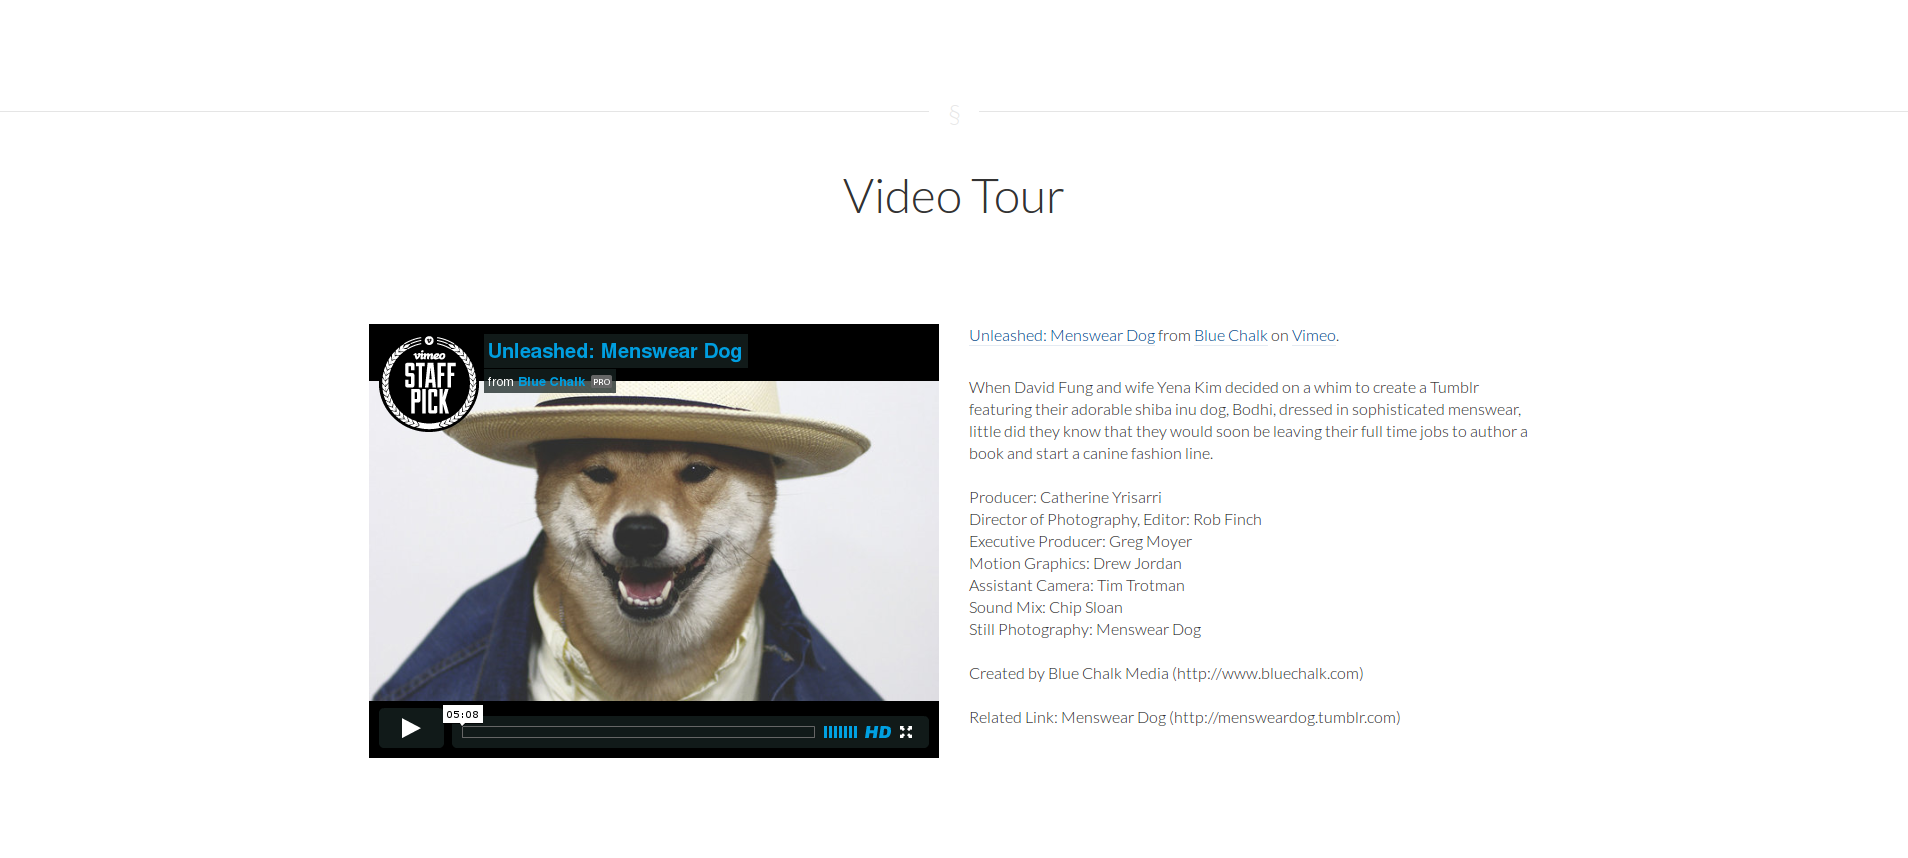 §
Video Tour
vimeo
STAFF
PICK
Unleashed: Menswear Dog
from Blue Chalk PRO
05:08
HD
Unleashed: Menswear Dog from Blue Chalk on Vimeo.
When David Fung and wife Yena Kim decided on a whim to create a Tumblr
featuring their adorable shiba inu dog, Bodhi, dressed in sophisticated menswear,
little did they know that they would soon be leaving their full time jobs to author a
book and start a canine fashion line.
Producer: Catherine Yrisarri
Director of Photography, Editor: Rob Finch
Executive Producer: Greg Moyer
Motion Graphics: Drew Jordan
Assistant Camera: Tim Trotman
Sound Mix: Chip Sloan
Still Photography: Menswear Dog
Created by Blue Chalk Media (http://www.bluechalk.com)
Related Link: Menswear Dog (http://mensweardog.tumblr.com)